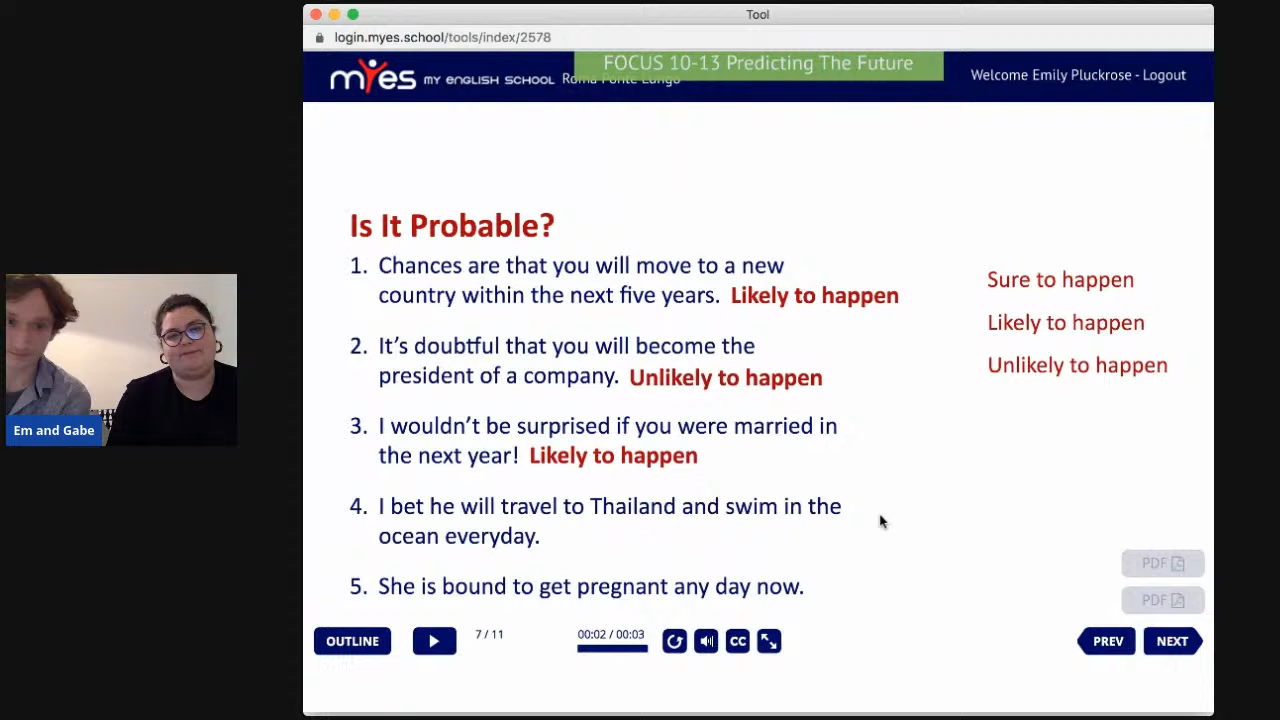 Tool
login.myes.school/tools/index/2578
FOCUS 10-13 Predicting The Future
myes MY ENGLISH SCHOOL Roma Ponte Lungo
Welcome Emily Pluckrose - Logout
Is It Probable?
1. Chances are that you will move to a new
country within the next five years. Likely to happen
2. It's doubtful that you will become the
president of a company. Unlikely to happen
3. I wouldn't be surprised if you were married in
the next year! Likely to happen
4. I bet he will travel to Thailand and swim in the
ocean everyday.
5. She is bound to get pregnant any day now.
Sure to happen
Likely to happen
Unlikely to happen
Em and Gabe
PDF
PDF
OUTLINE
7 / 11
00:02 / 00:03
CC
PREV
NEXT